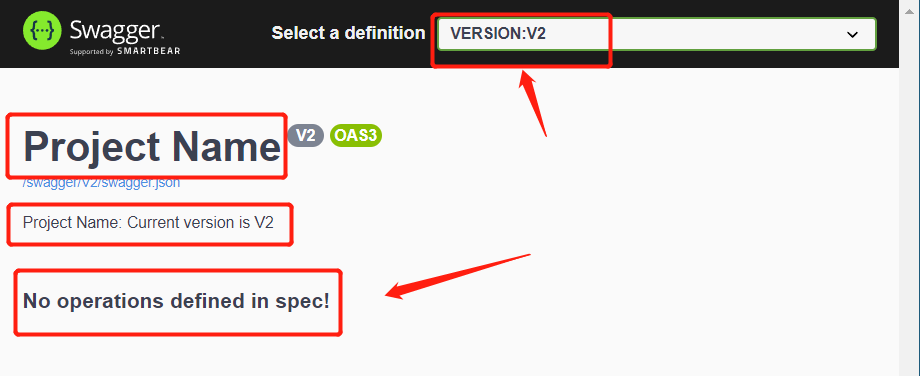 Swagger
Supported by SMARTBEAR
Select a definition
VERSION:V2
Project Name
V2
OAS3
/swagger/V2/swagger.json
Project Name: Current version is V2
No operations defined in spec!